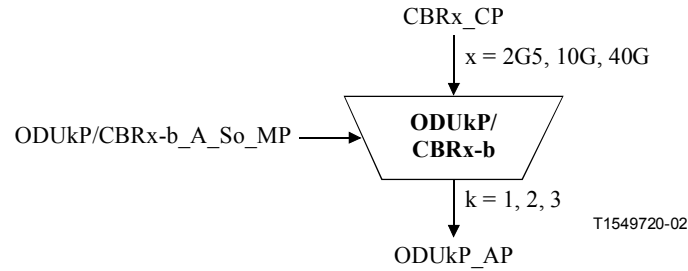 CBRx_CP
x = 2G5, 10G, 40G
ODUkP/CBRx-b_A_So_MP
ODUkP/
CBRx-b
k = 1, 2, 3
T1549720-02
ODUkP_AP